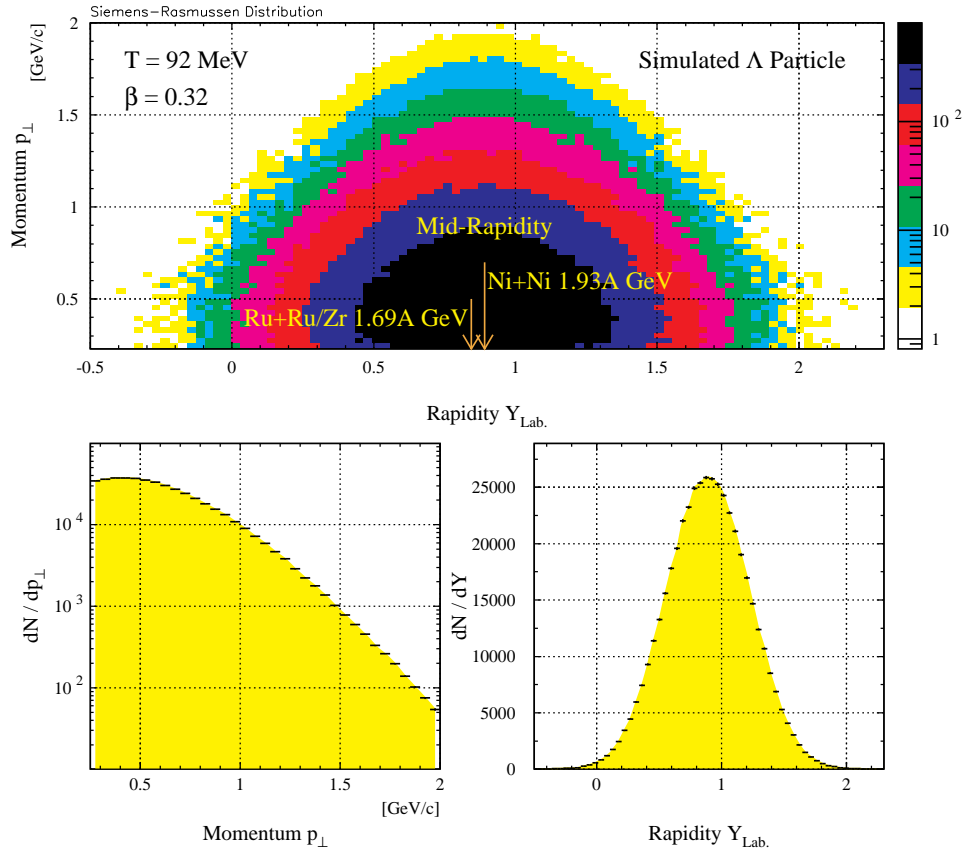 Siemens-Rasmussen Distribution
[GeV/c]
Momentum p⊥
2
1.5
1
0.5
T = 92 MeV
β = 0.32
Simulated Λ Particle
Mid-Rapidity
Ni+Ni 1.93A GeV
Ru+Ru/Zr 1.69A GeV
-0.5 0 0.5 1 1.5 2
Rapidity Y_Lab.
10^2
10
1
dN / dp⊥
10^4
10^3
10^2
0.5 1 1.5 2
[GeV/c]
Momentum p⊥
dN / dY
25000
20000
15000
10000
5000
0
0 1 2
Rapidity Y_Lab.